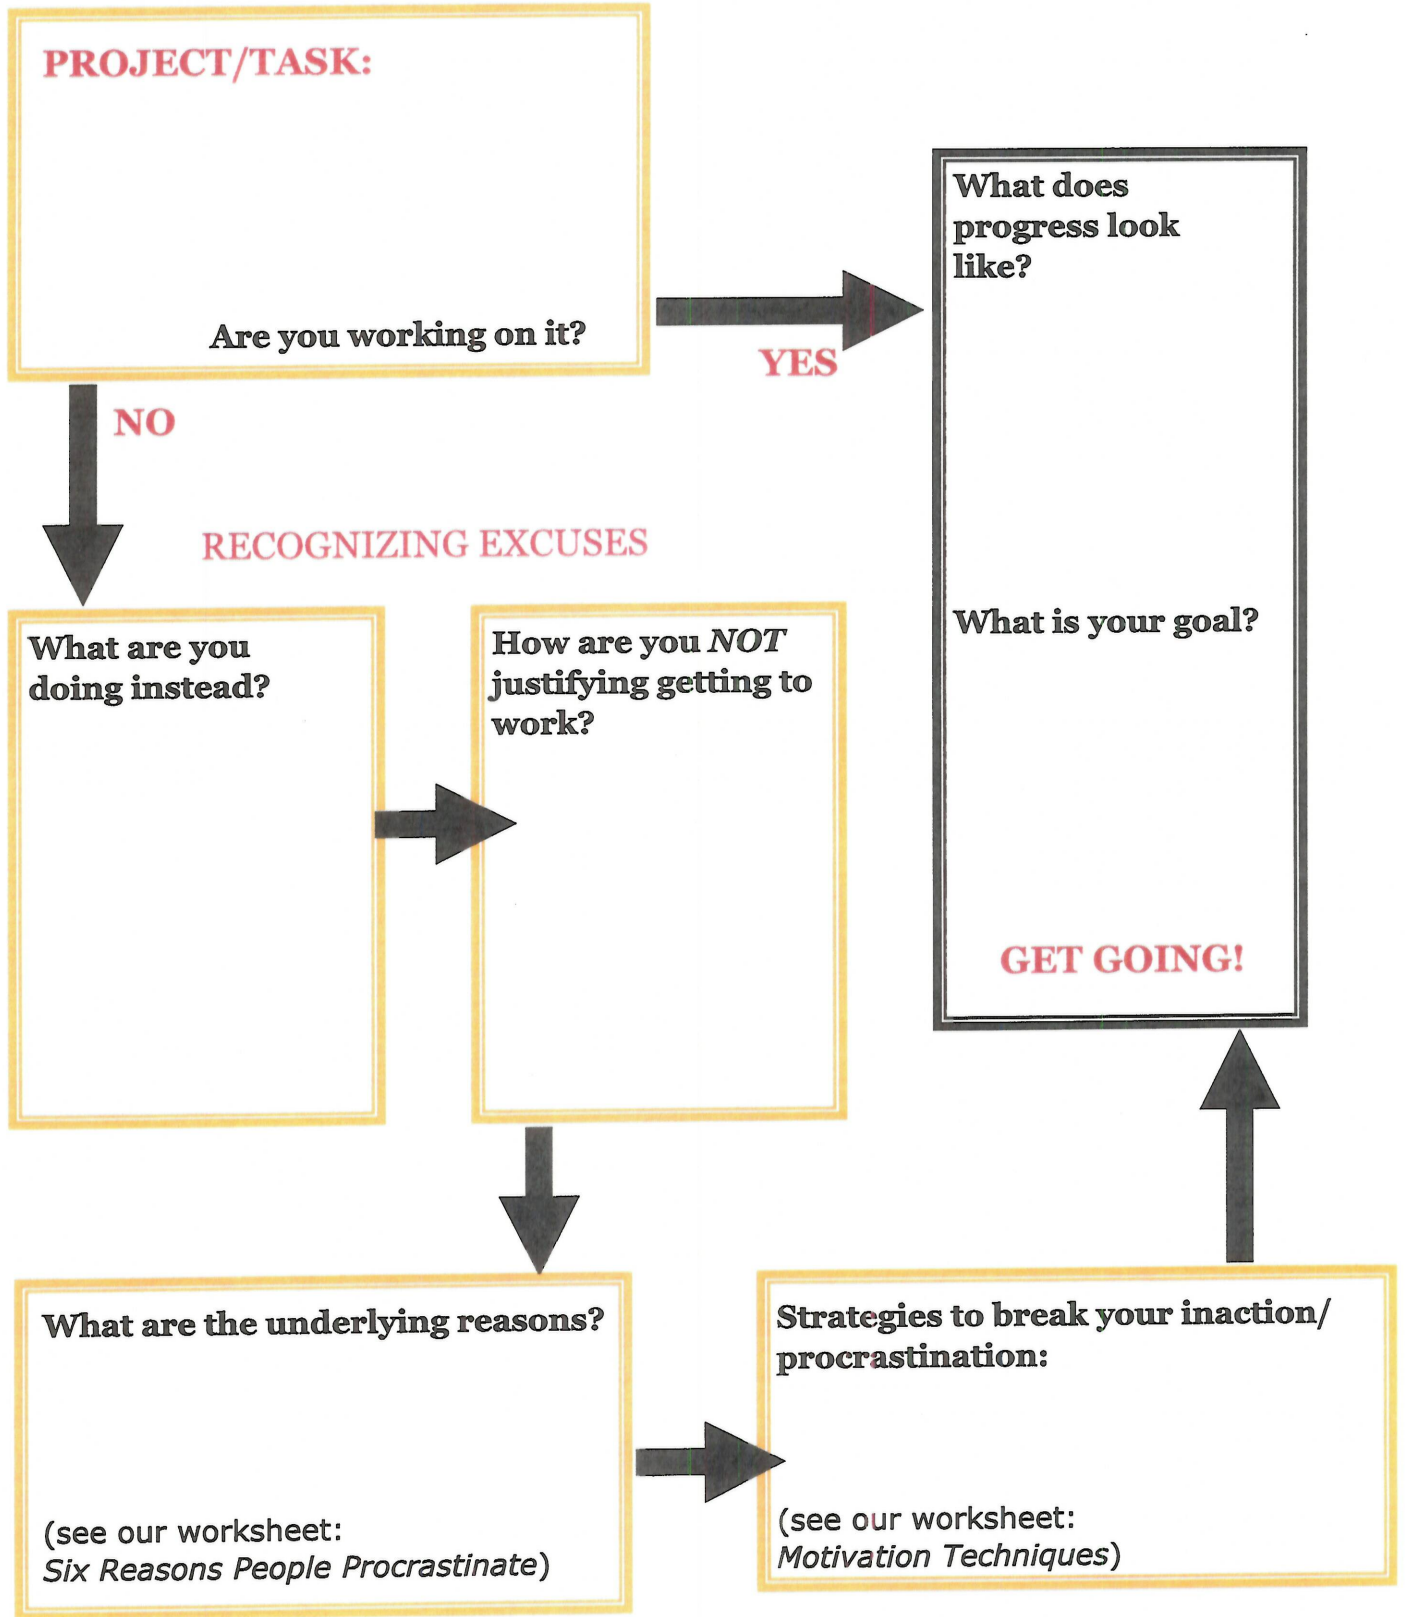 PROJECT/TASK:
Are you working on it?
YES
NO
What does
progress look
like?
What is your goal?
GET GOING!
RECOGNIZING EXCUSES
What are you
doing instead?
How are you NOT
justifying getting to
work?
What are the underlying reasons?
(see our worksheet:
Six Reasons People Procrastinate)
Strategies to break your inaction/
procrastination:
(see our worksheet:
Motivation Techniques)